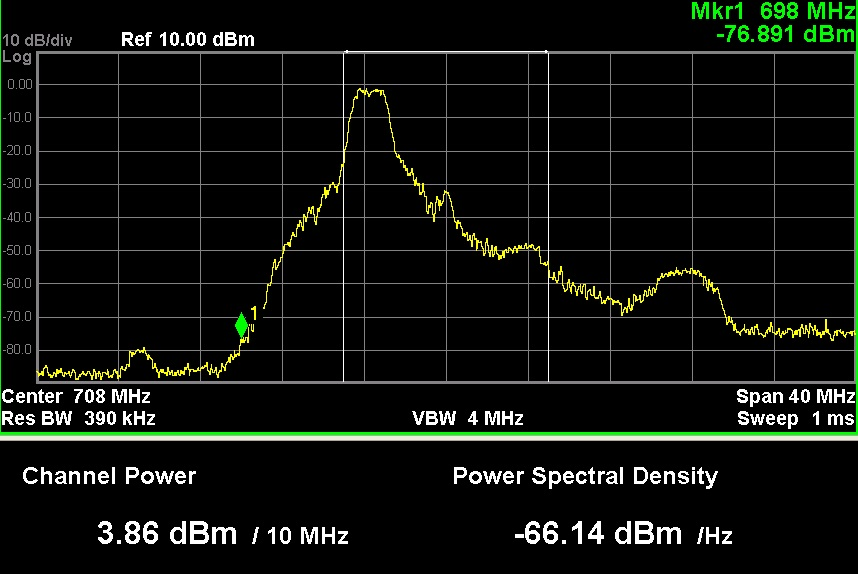 Mkr1 698 MHz
10 dB/div Ref 10.00 dBm -76.891 dBm
Log
0.00
-10.0
-20.0
-30.0
-40.0
-50.0
-60.0
1
-70.0
-80.0
Center 708 MHz Span 40 MHz
Res BW 390 kHz VBW 4 MHz Sweep 1 ms
Channel Power Power Spectral Density
3.86 dBm / 10 MHz -66.14 dBm /Hz